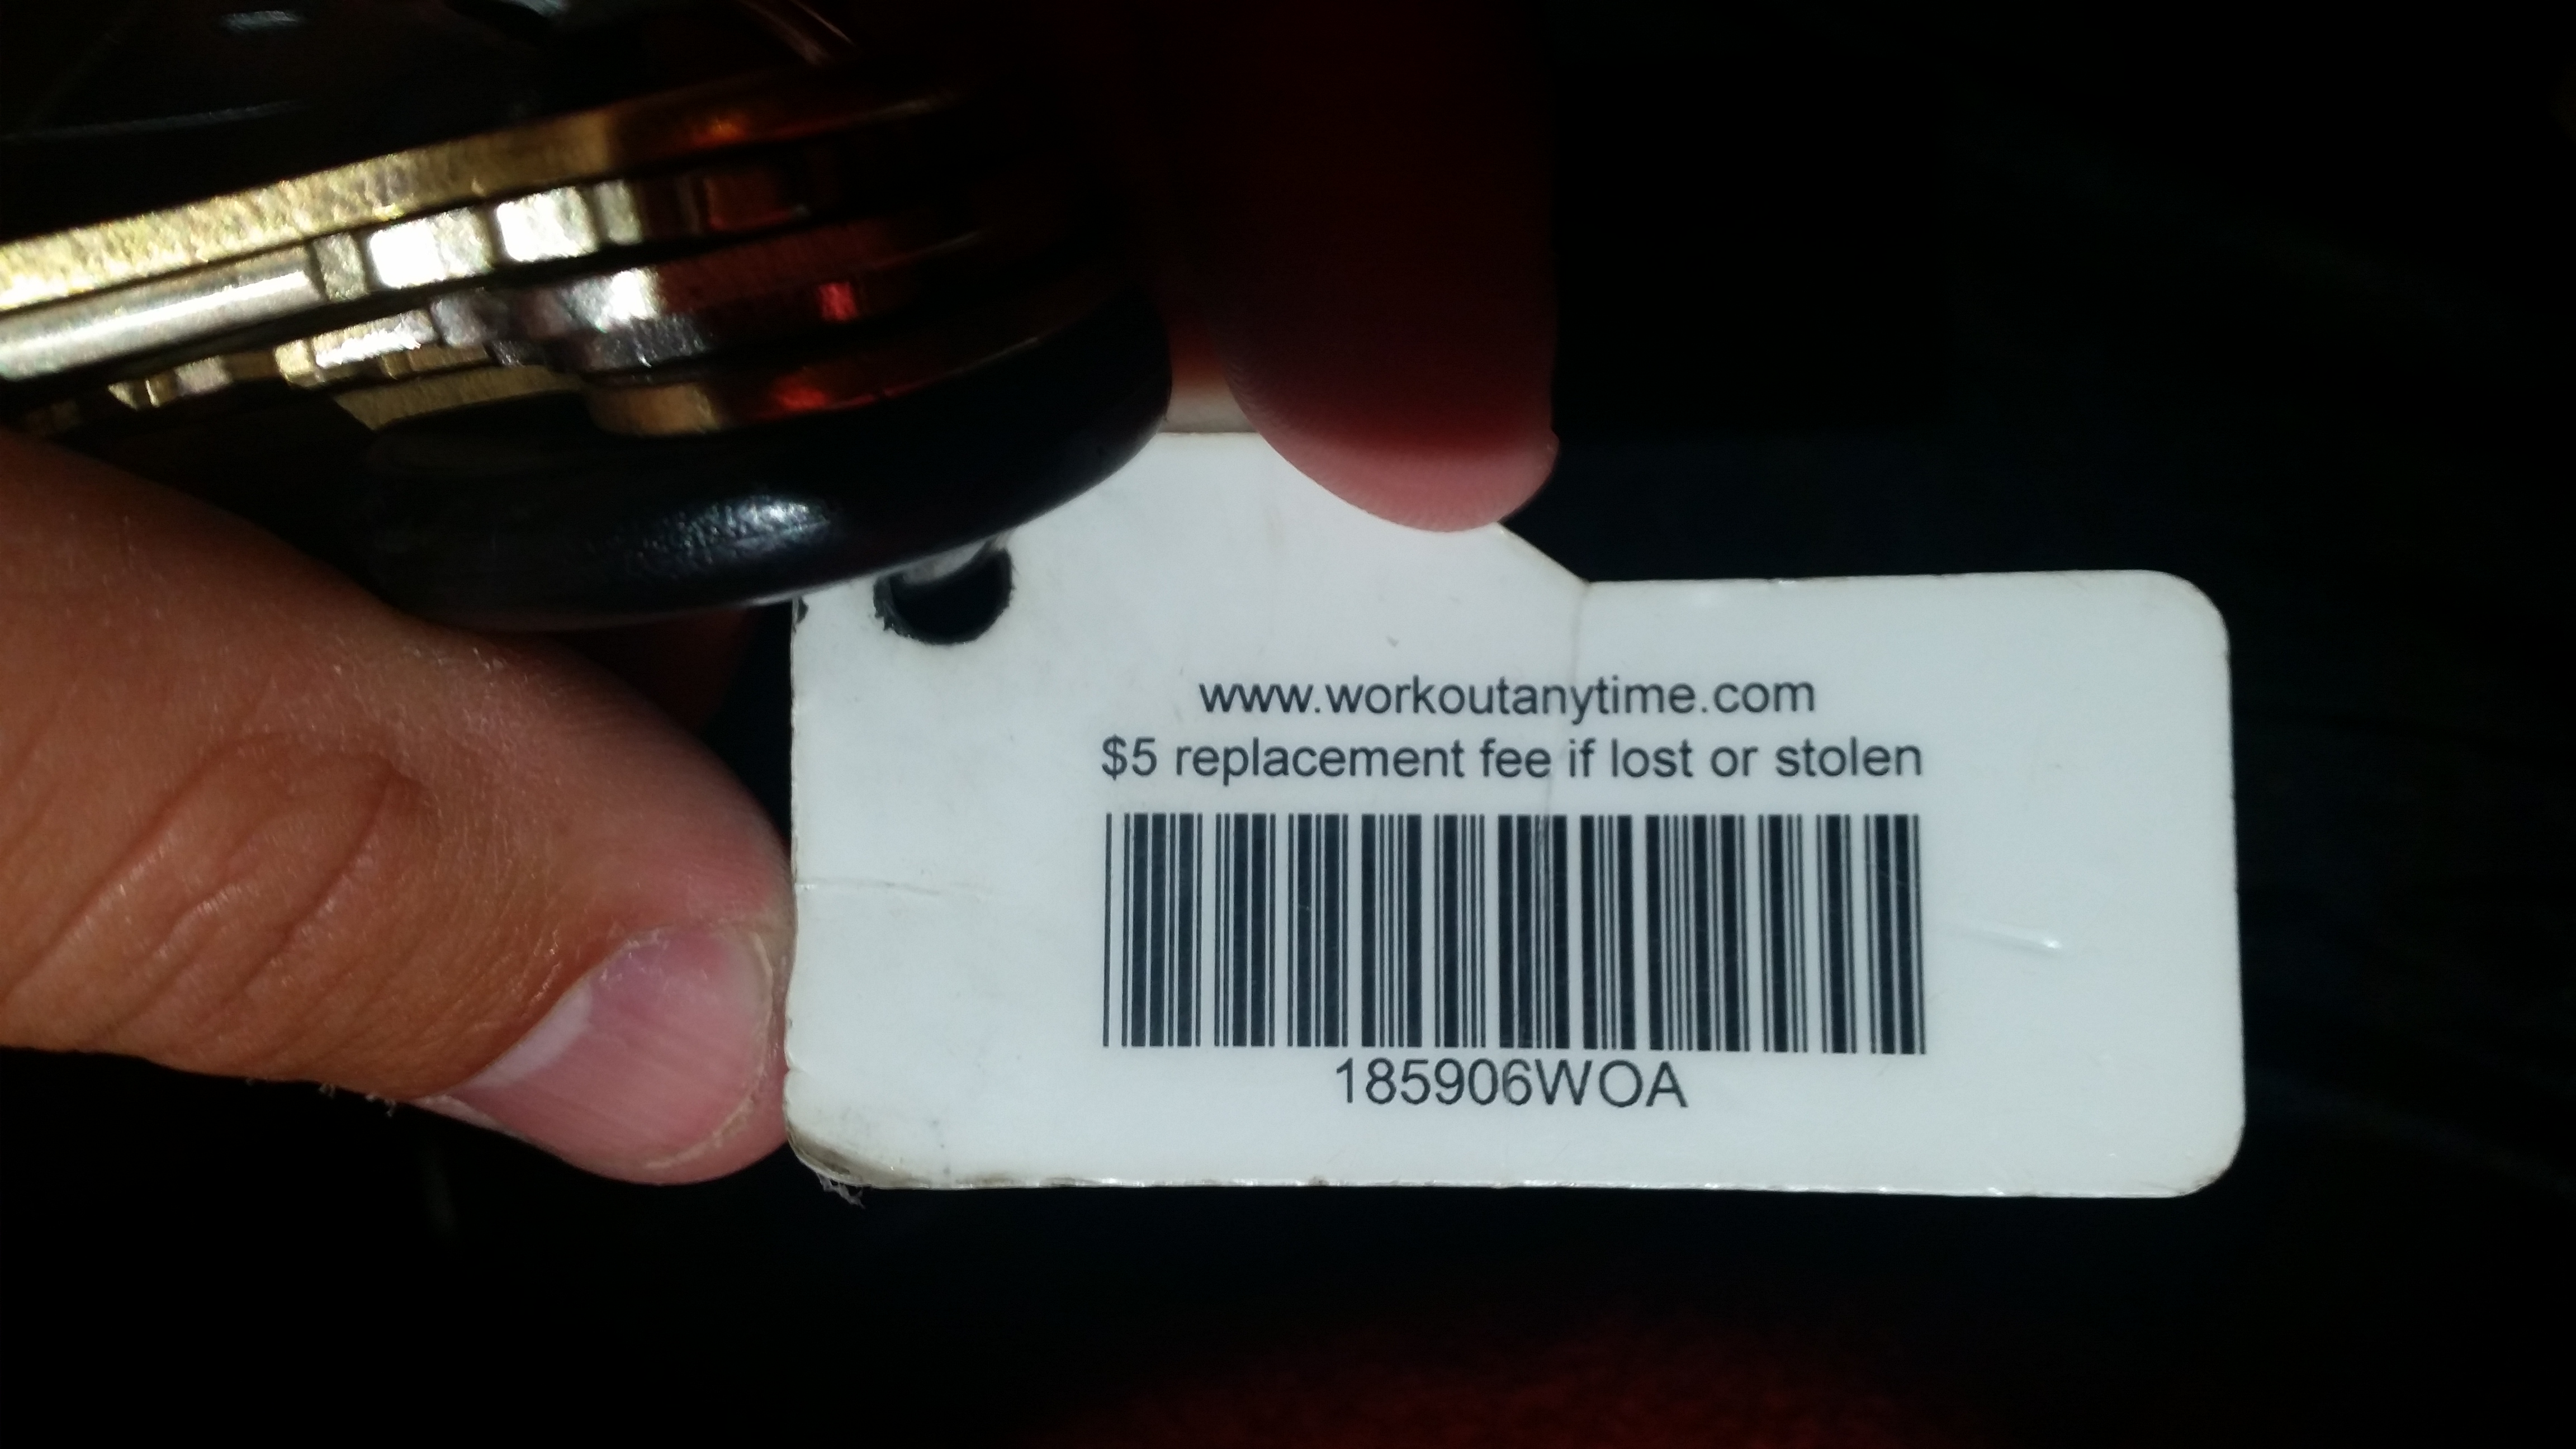 www.workoutanytime.com
$5 replacement fee if lost or stolen
185906WOA